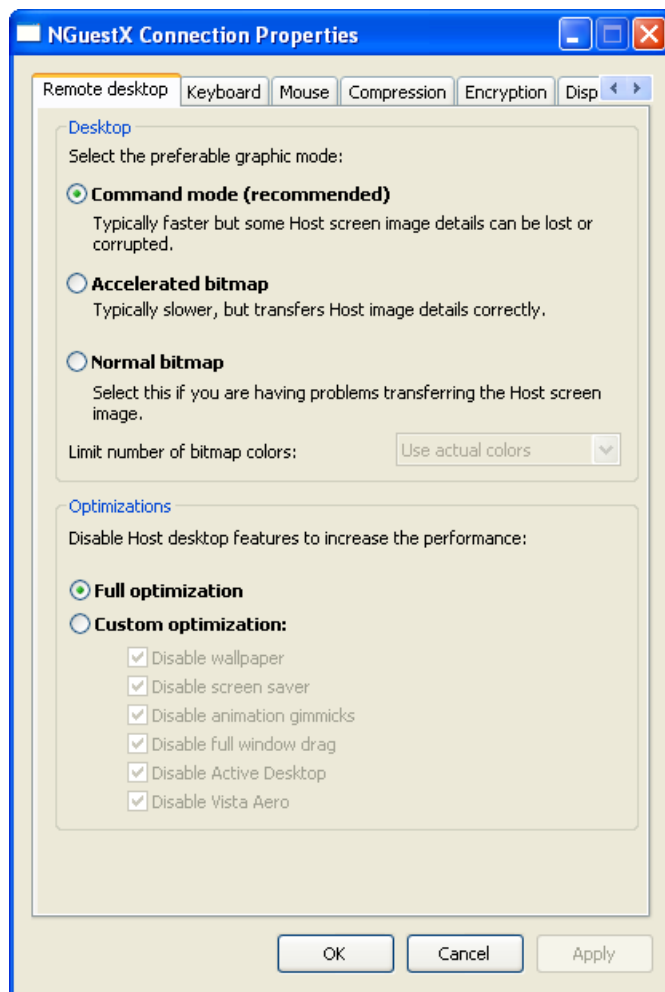 NGuestX Connection Properties
Remote desktop Keyboard Mouse Compression Encryption Disp
Desktop
Select the preferable graphic mode:
Command mode (recommended)
Typically faster but some Host screen image details can be lost or
corrupted.
Accelerated bitmap
Typically slower, but transfers Host image details correctly.
Normal bitmap
Select this if you are having problems transferring the Host screen
image.
Limit number of bitmap colors: Use actual colors
Optimizations
Disable Host desktop features to increase the performance:
Full optimization
Custom optimization:
Disable wallpaper
Disable screen saver
Disable animation gimmicks
Disable full window drag
Disable Active Desktop
Disable Vista Aero
OK Cancel Apply